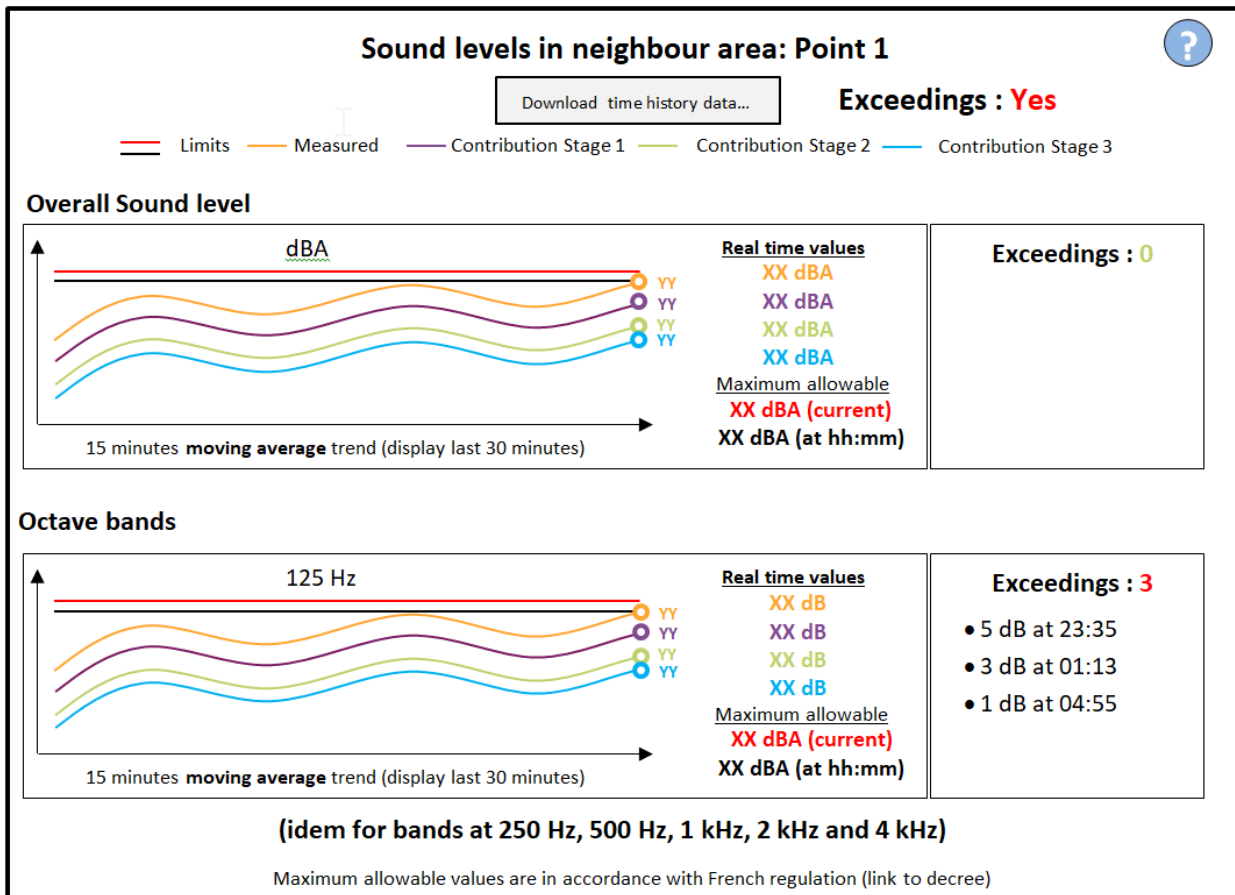 Sound levels in neighbour area: Point 1
?
Download time history data...
Exceedings : Yes
Limits
Measured
Contribution Stage 1
Contribution Stage 2
Contribution Stage 3
Overall Sound level
dBA
YY
YY
YY
YY
15 minutes moving average trend (display last 30 minutes)
Real time values
XX dBA
XX dBA
XX dBA
XX dBA
Maximum allowable
XX dBA (current)
XX dBA (at hh:mm)
Exceedings : 0
Octave bands
125 Hz
YY
YY
YY
YY
15 minutes moving average trend (display last 30 minutes)
Real time values
XX dB
XX dB
XX dB
XX dB
Maximum allowable
XX dBA (current)
XX dBA (at hh:mm)
Exceedings : 3
• 5 dB at 23:35
• 3 dB at 01:13
• 1 dB at 04:55
(idem for bands at 250 Hz, 500 Hz, 1 kHz, 2 kHz and 4 kHz)
Maximum allowable values are in accordance with French regulation (link to decree)